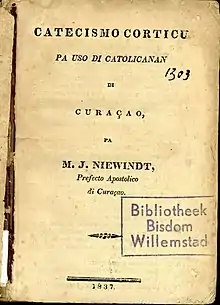 CATECISMO CORTICU
PA USO DI CATOLICANAN
1303
DI
CURAÇAO,
PA
M. J. NIEWINDT,
Prefecto Apostolico
di Curaçao.
Bibliotheek
Bisdom
Willemstad
1837.